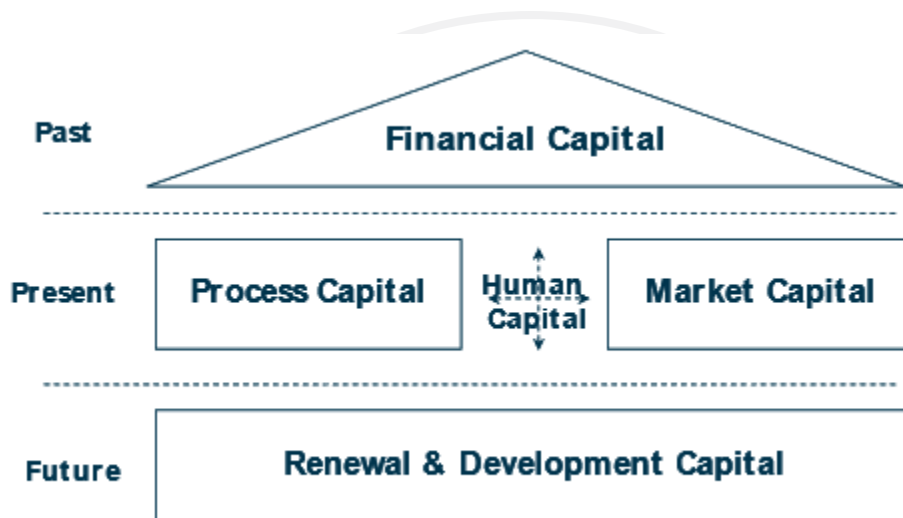 Past
Financial Capital
Present
Process Capital
Human
Capital
Market Capital
Future
Renewal & Development Capital